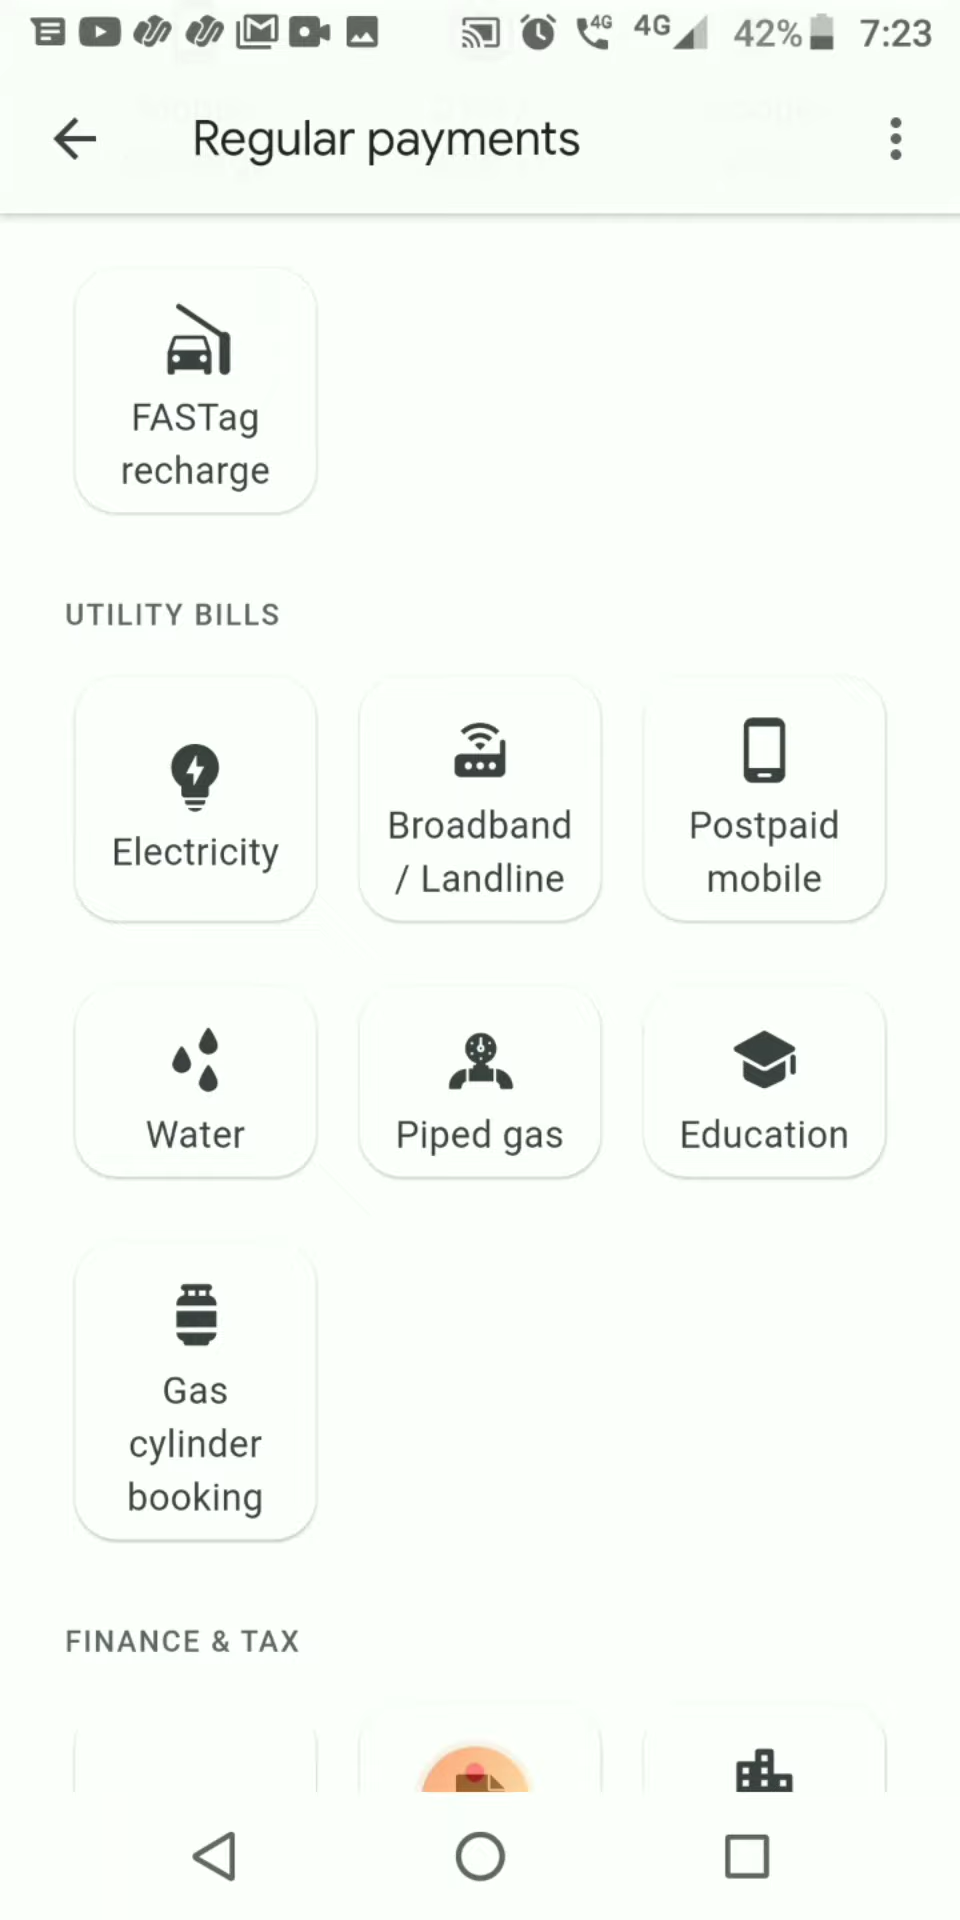 4G 4G 42% 7:23
Regular payments
FASTag
recharge
UTILITY BILLS
Electricity
Broadband
/ Landline
Postpaid
mobile
Water
Piped gas
Education
Gas
cylinder
booking
FINANCE & TAX